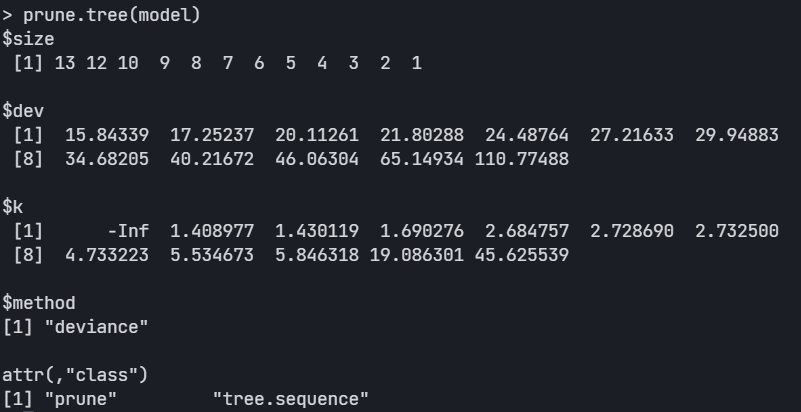 > prune.tree(model)
$size
 [1] 13 12 10  9  8  7  6  5  4  3  2  1

$dev
 [1]  15.84339  17.25237  20.11261  21.80288  24.48764  27.21633  29.94883
 [8]  34.68205  40.21672  46.06304  65.14934 110.77488

$k
 [1]      -Inf  1.408977  1.430119  1.690276  2.684757  2.728690  2.732500
 [8]  4.733223  5.534673  5.846318 19.086301 45.625539

$method
[1] "deviance"

attr(,"class")
[1] "prune"         "tree.sequence"